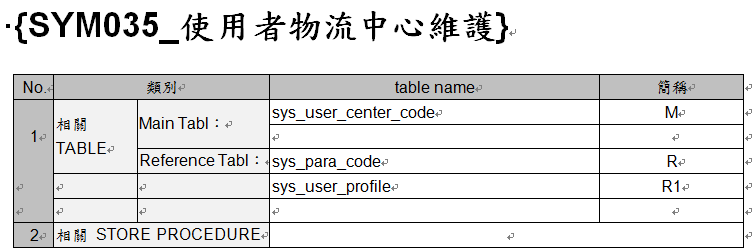 ·{SYM035_使用者物流中心維護}
No. 類別 table name 簡稱
1 相關 TABLE Main Tabl： sys_user_center_code M
Reference Tabl： sys_para_code R
sys_user_profile R1
2 相關 STORE PROCEDURE